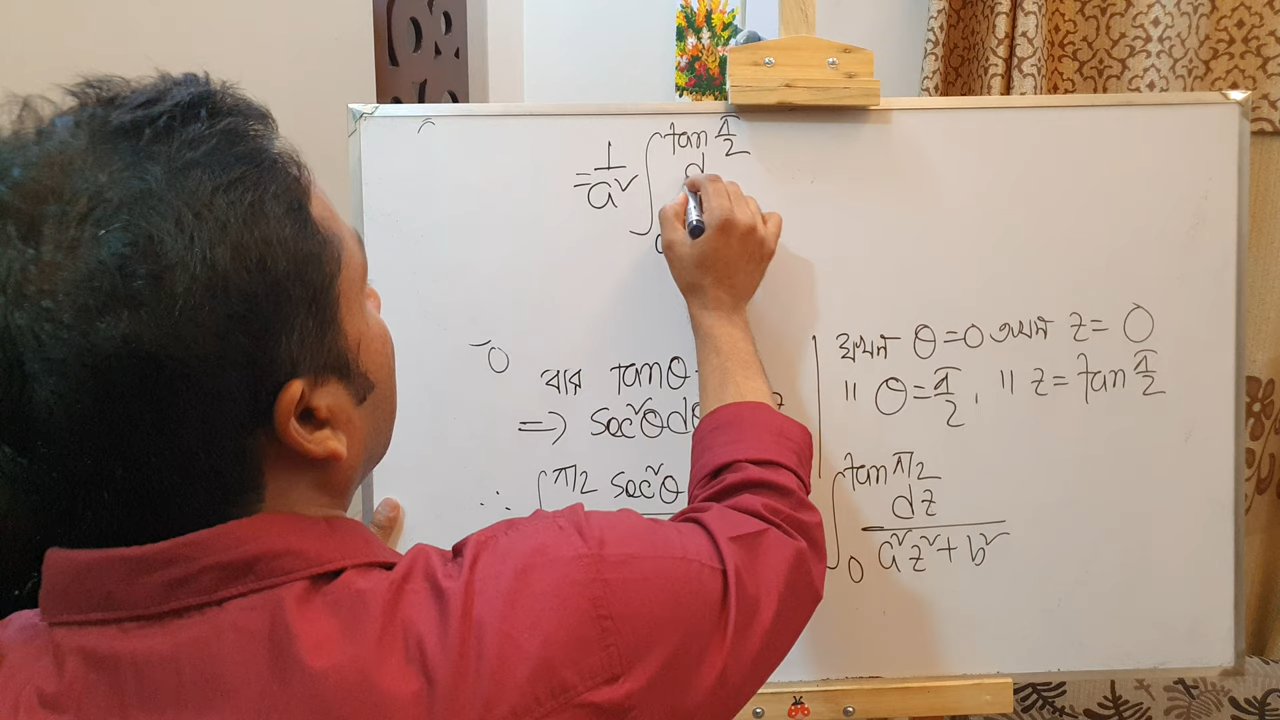 = 1/a² ∫₀^(tan π/2) d
ধরি tanθ
=> sec²θdθ z
∴ ∫^(π/2) sec²θ
যখন θ=0 তখন z= 0
" θ=π/2, " z= tan π/2
∫₀^(tan π/2) dz/(a²z²+b²)